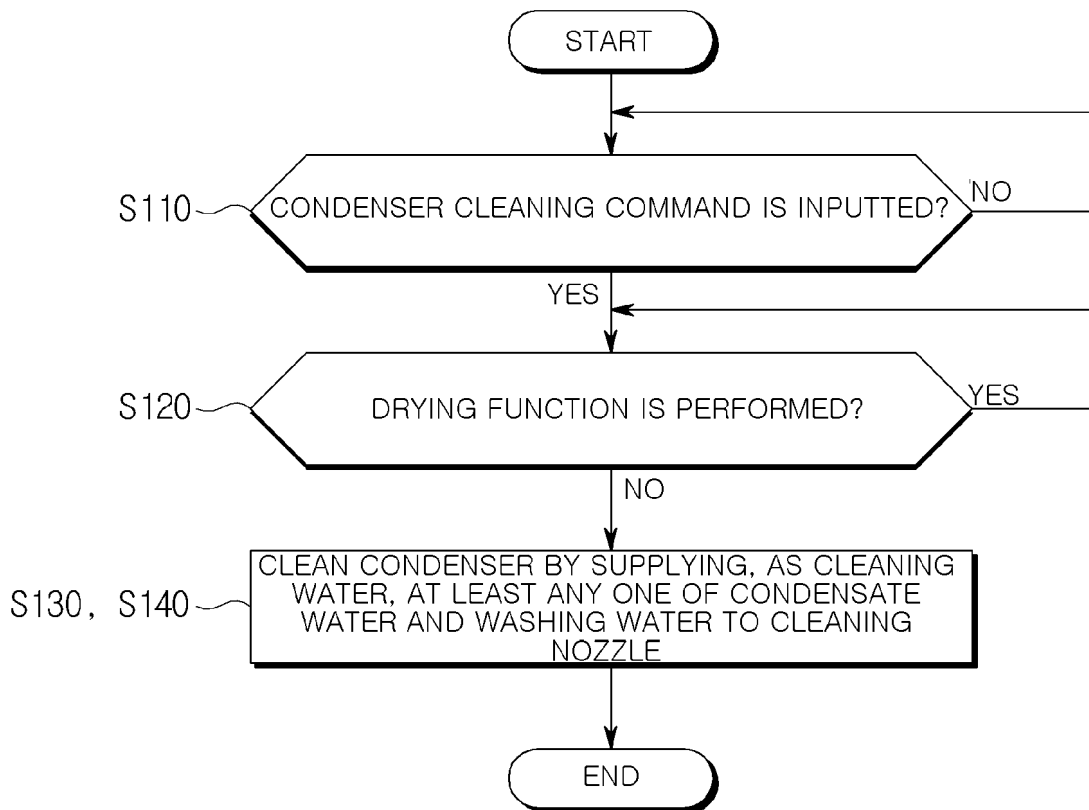 START
S110
CONDENSER CLEANING COMMAND IS INPUTTED?
NO
YES
S120
DRYING FUNCTION IS PERFORMED?
YES
NO
S130, S140
CLEAN CONDENSER BY SUPPLYING, AS CLEANING
WATER, AT LEAST ANY ONE OF CONDENSATE
WATER AND WASHING WATER TO CLEANING
NOZZLE
END